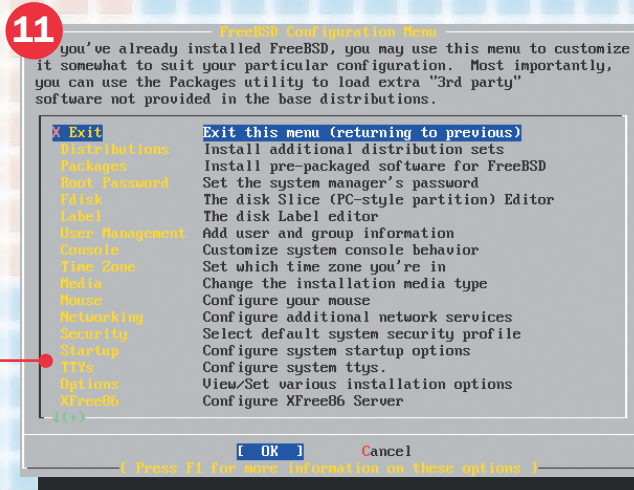 11
FreeBSD Configuration Menu
you've already installed FreeBSD, you may use this menu to customize
it somewhat to suit your particular configuration. Most importantly,
you can use the Packages utility to load extra "3rd party"
software not provided in the base distributions.
X Exit Exit this menu (returning to previous)
Distributions Install additional distribution sets
Packages Install pre-packaged software for FreeBSD
Root Password Set the system manager's password
Fdisk The disk Slice (PC-style partition) Editor
Label The disk Label editor
User Management Add user and group information
Console Customize system console behavior
Time Zone Set which time zone you're in
Media Change the installation media type
Mouse Configure your mouse
Networking Configure additional network services
Security Select default system security profile
Startup Configure system startup options
TTYs Configure system ttys.
Options View/Set various installation options
XFree86 Configure XFree86 Server
↓(+)
[ OK ] Cancel
[ Press F1 for more information on these options ]